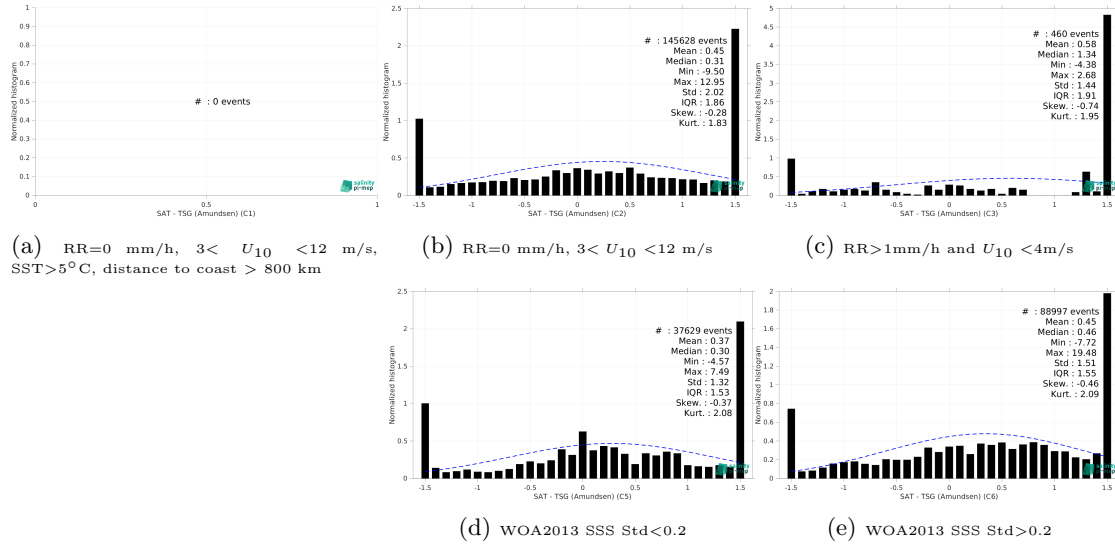 1
0.9
0.8
0.7
0.6
0.5
0.4
0.3
0.2
0.1
0
Normalized histogram
# : 0 events
salinity
pi-mep
0
0.5
1
SAT - TSG (Amundsen) (C1)
(a) RR=0 mm/h, 3< U10 <12 m/s,
SST>5°C, distance to coast > 800 km
2.5
2
1.5
1
0.5
0
Normalized histogram
# : 145628 events
Mean : 0.45
Median : 0.31
Min : -9.50
Max : 12.95
Std : 2.02
IQR : 1.86
Skew. : -0.28
Kurt. : 1.83
salinity
pi-mep
-1.5
-1
-0.5
0
0.5
1
1.5
SAT - TSG (Amundsen) (C2)
(b) RR=0 mm/h, 3< U10 <12 m/s
5
4.5
4
3.5
3
2.5
2
1.5
1
0.5
0
Normalized histogram
# : 460 events
Mean : 0.58
Median : 1.34
Min : -4.38
Max : 2.68
Std : 1.44
IQR : 1.91
Skew. : -0.74
Kurt. : 1.95
-1.5
-1
-0.5
0
0.5
1
1.5
SAT - TSG (Amundsen) (C3)
(c) RR>1mm/h and U10 <4m/s
2.5
2
1.5
1
0.5
0
Normalized histogram
# : 37629 events
Mean : 0.37
Median : 0.30
Min : -4.57
Max : 7.49
Std : 1.32
IQR : 1.53
Skew. : -0.37
Kurt. : 2.08
-1.5
-1
-0.5
0
0.5
1
1.5
SAT - TSG (Amundsen) (C5)
(d) WOA2013 SSS Std<0.2
2
1.8
1.6
1.4
1.2
1
0.8
0.6
0.4
0.2
0
Normalized histogram
# : 88997 events
Mean : 0.45
Median : 0.46
Min : -7.72
Max : 19.48
Std : 1.51
IQR : 1.55
Skew. : -0.46
Kurt. : 2.09
-1.5
-1
-0.5
0
0.5
1
1.5
SAT - TSG (Amundsen) (C6)
(e) WOA2013 SSS Std>0.2